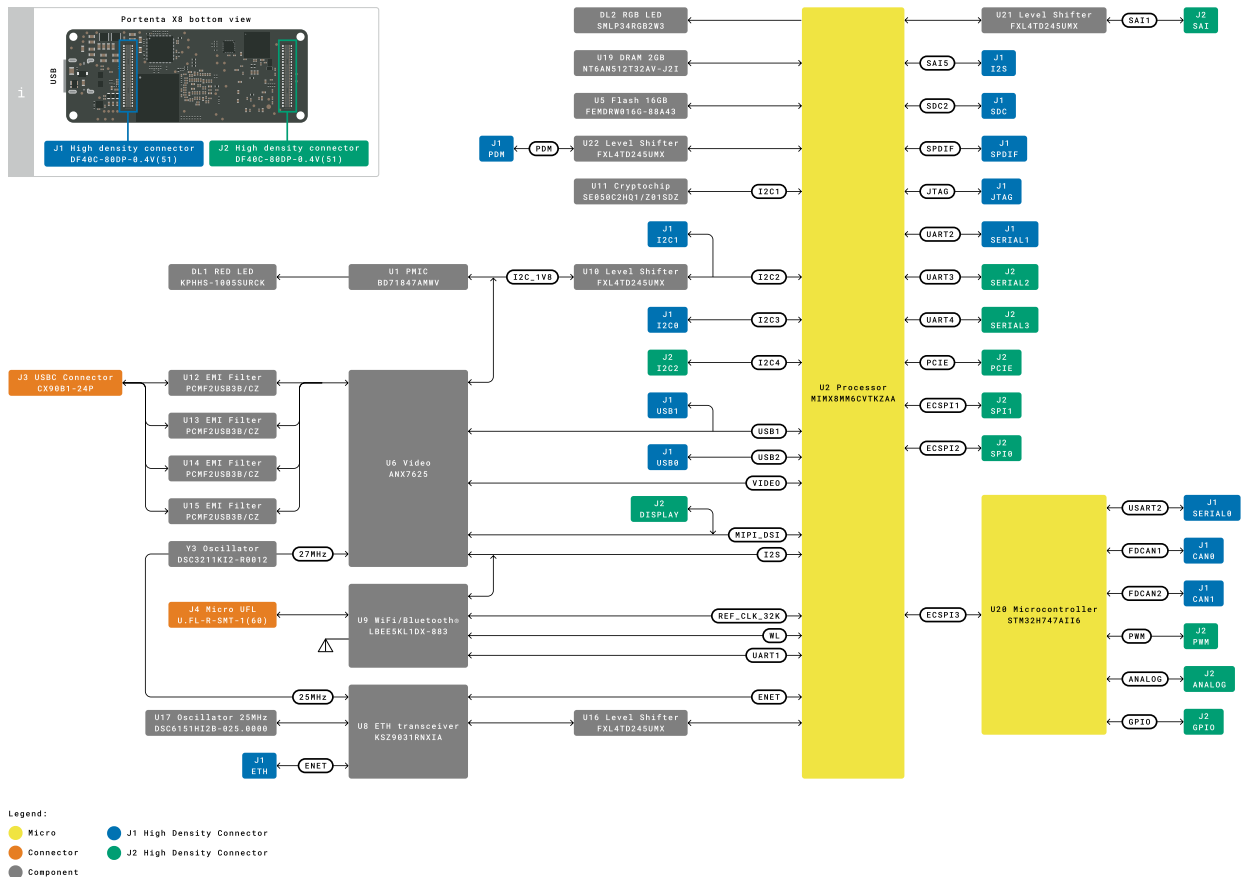 Portenta X8 bottom view
USB
i
J1 High density connector
DF40C-80DP-0.4V(51)
J2 High density connector
DF40C-80DP-0.4V(51)
DL2 RGB LED
SMLP34RGB2W3
U19 DRAM 2GB
NT6AN512T32AV-J2I
U5 Flash 16GB
FEMDRW016G-88A43
J1
PDM
PDM
U22 Level Shifter
FXL4TD245UMX
U11 Cryptochip
SE050C2HQ1/Z01SDZ
I2C1
J1
I2C1
DL1 RED LED
KPHHS-1005SURCK
U1 PMIC
BD71847AMWV
I2C_1V8
U10 Level Shifter
FXL4TD245UMX
I2C2
J1
I2C0
I2C3
J2
I2C2
I2C4
J3 USBC Connector
CX90B1-24P
U12 EMI Filter
PCMF2USB3B/CZ
U13 EMI Filter
PCMF2USB3B/CZ
U14 EMI Filter
PCMF2USB3B/CZ
U15 EMI Filter
PCMF2USB3B/CZ
U6 Video
ANX7625
J1
USB1
USB1
J1
USB0
USB2
VIDEO
J2
DISPLAY
MIPI_DSI
I2S
Y3 Oscillator
DSC3211KI2-R0012
27MHz
J4 Micro UFL
U.FL-R-SMT-1(60)
U9 WiFi/Bluetooth®
LBEE5KL1DX-883
REF_CLK_32K
WL
UART1
25MHz
ENET
U17 Oscillator 25MHz
DSC6151HI2B-025.0000
U8 ETH transceiver
KSZ9031RNXIA
U16 Level Shifter
FXL4TD245UMX
J1
ETH
ENET
U2 Processor
MIMX8MM6CVTKZAA
U21 Level Shifter
FXL4TD245UMX
SAI1
J2
SAI
SAI5
J1
I2S
SDC2
J1
SDC
SPDIF
J1
SPDIF
JTAG
J1
JTAG
UART2
J1
SERIAL1
UART3
J2
SERIAL2
UART4
J2
SERIAL3
PCIE
J2
PCIE
ECSPI1
J2
SPI1
ECSPI2
J2
SPI0
ECSPI3
U20 Microcontroller
STM32H747AII6
USART2
J1
SERIAL0
FDCAN1
J1
CAN0
FDCAN2
J1
CAN1
PWM
J2
PWM
ANALOG
J2
ANALOG
GPIO
J2
GPIO
Legend:
Micro
Connector
Component
J1 High Density Connector
J2 High Density Connector